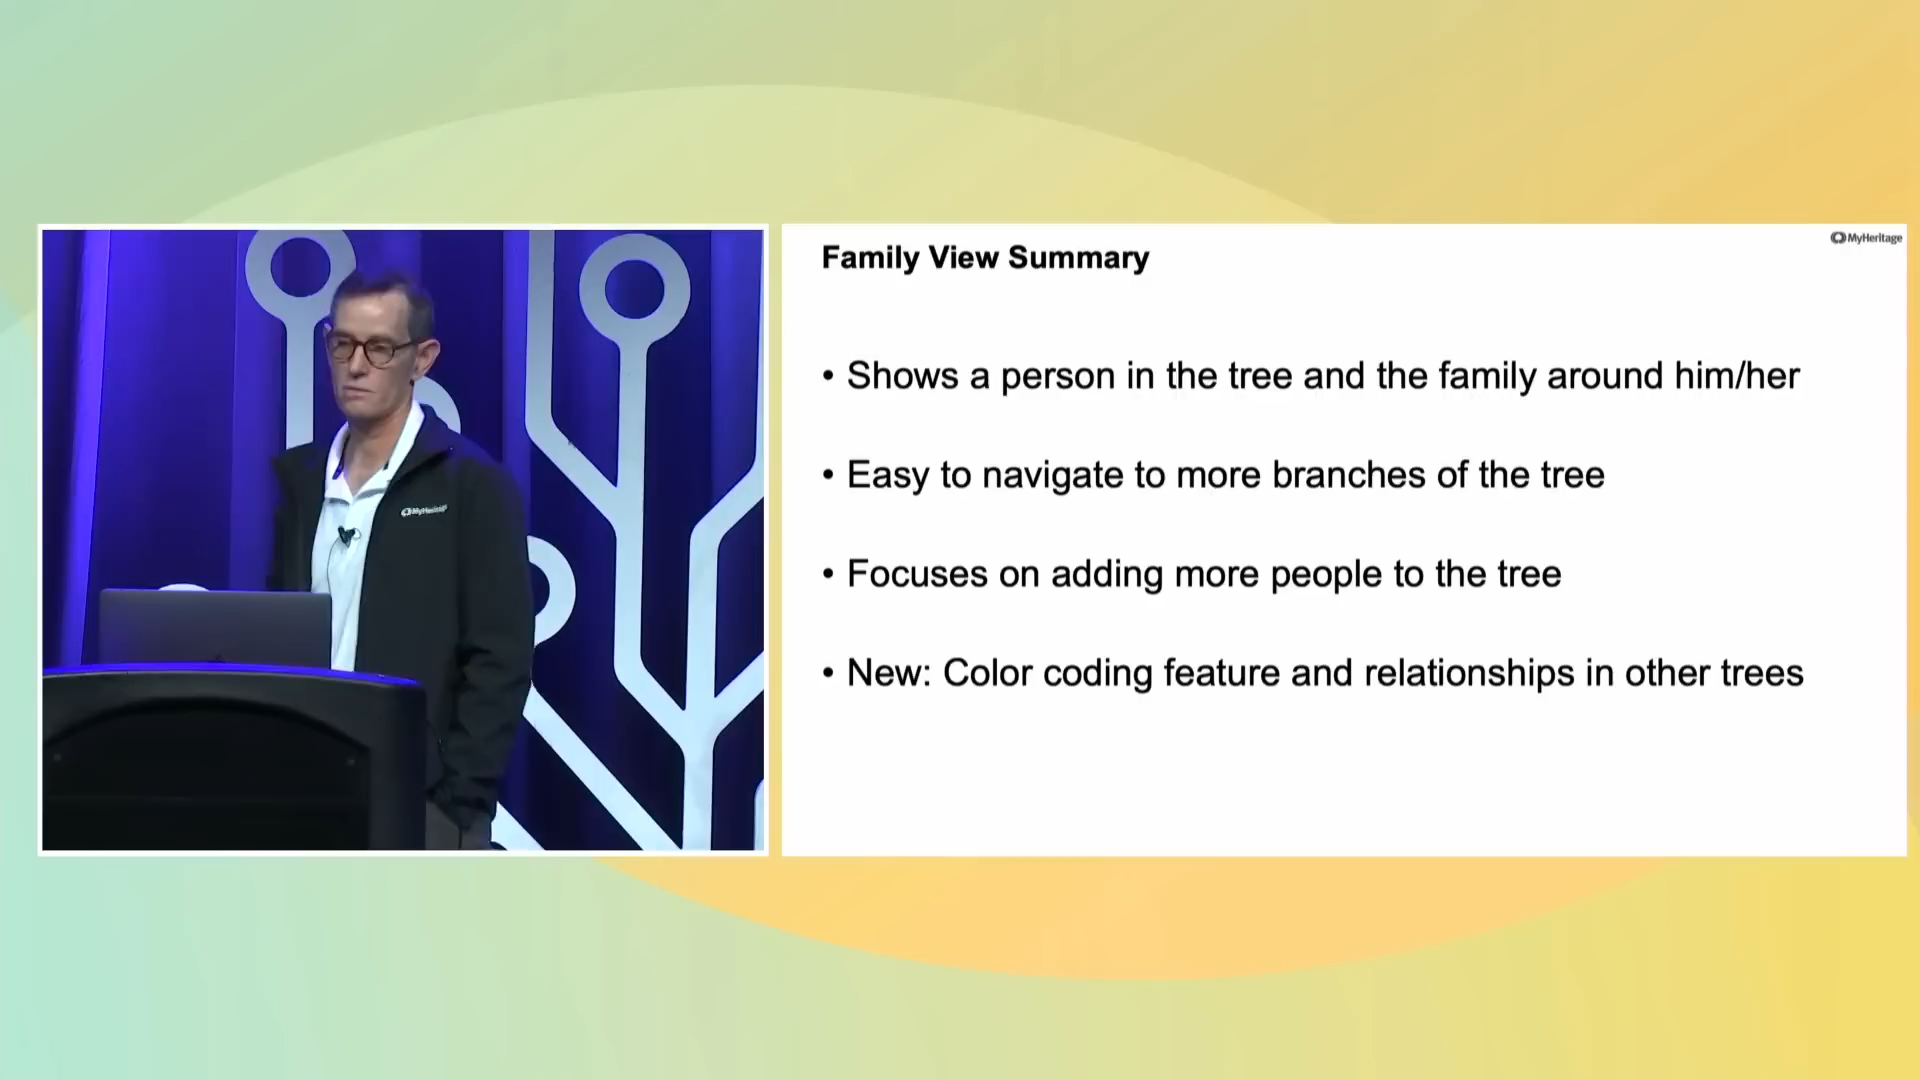 MyHeritage
Family View Summary
• Shows a person in the tree and the family around him/her
• Easy to navigate to more branches of the tree
• Focuses on adding more people to the tree
• New: Color coding feature and relationships in other trees
MyHeritage